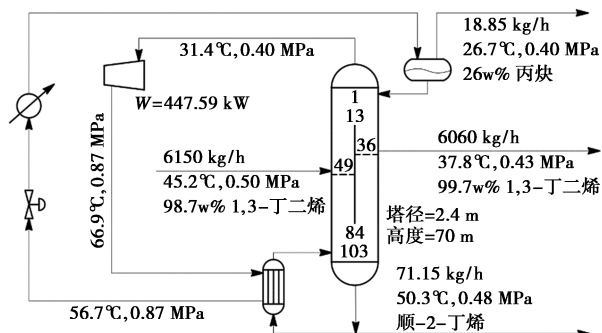 18.85 kg/h
26.7℃,0.40 MPa
26w% 丙炔
31.4℃,0.40 MPa
W=447.59 kW
66.9℃,0.87 MPa
1
13
36
49
84
103
6150 kg/h
45.2℃,0.50 MPa
98.7w% 1,3-丁二烯
6060 kg/h
37.8℃,0.43 MPa
99.7w% 1,3-丁二烯
塔径=2.4 m
高度=70 m
71.15 kg/h
50.3℃,0.48 MPa
顺-2-丁烯
56.7℃,0.87 MPa